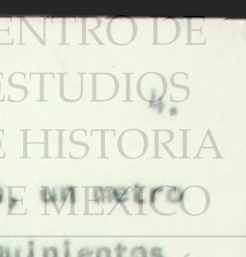 CENTRO DE
ESTUDIOS
4.
DE HISTORIA
, un metro
DE MEXICO
quinientos